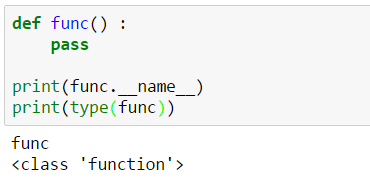 def func() :
    pass
print(func.__name__)
print(type(func))
func
<class 'function'>